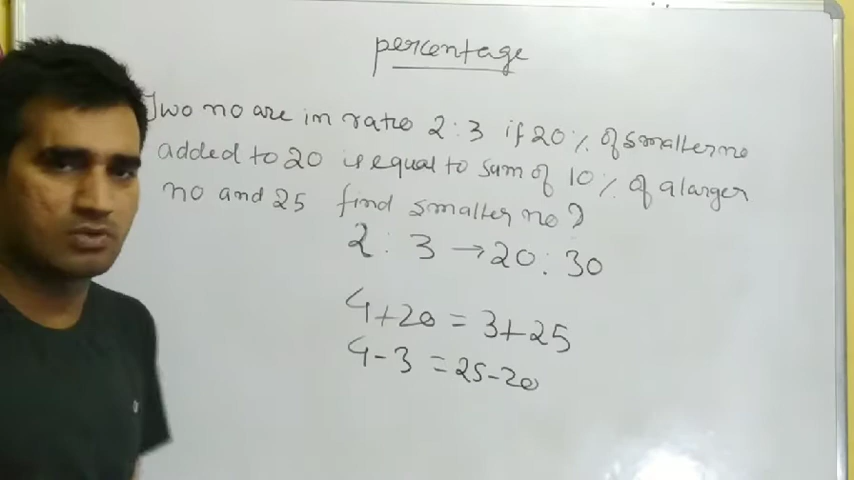 percentage
Two no are in ratio 2:3 if 20% of smaller no
added to 20 is equal to sum of 10% of a larger
no and 25 find smaller no?
2 : 3 → 20 : 30
4+20 = 3+25
4-3 = 25-20